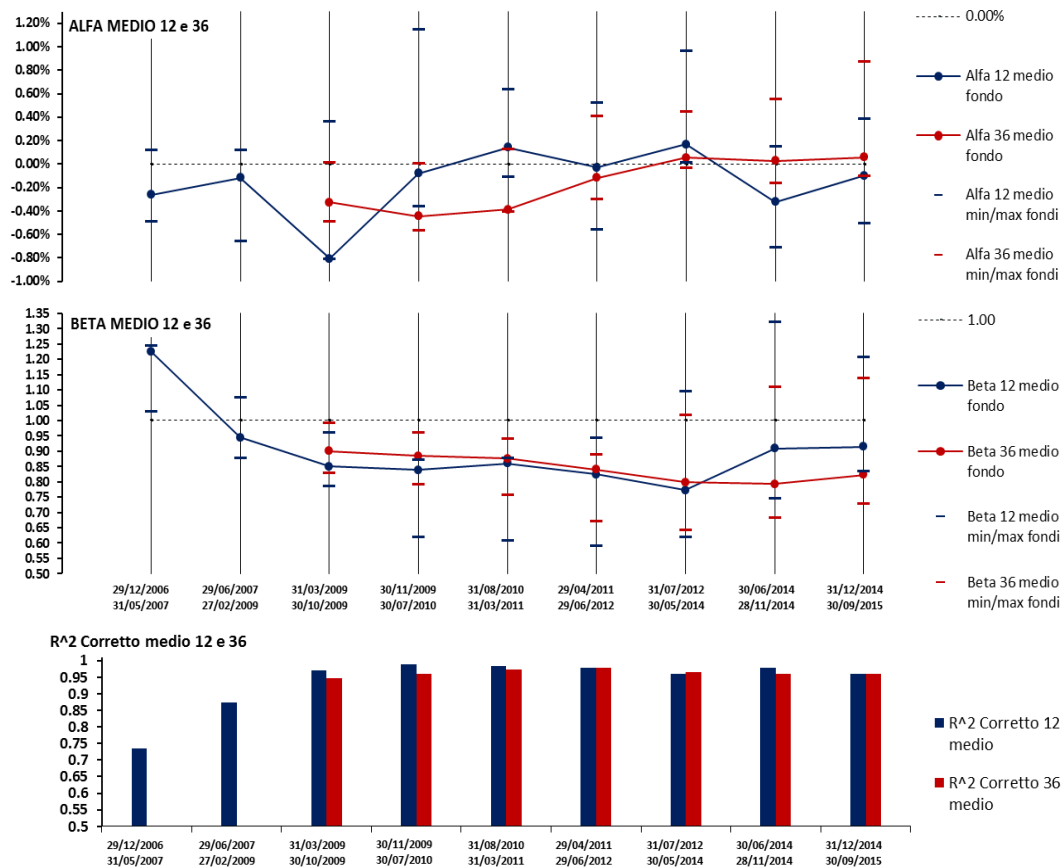 ALFA MEDIO 12 e 36
1.20%
1.00%
0.80%
0.60%
0.40%
0.20%
0.00%
-0.20%
-0.40%
-0.60%
-0.80%
-1.00%
0.00%
Alfa 12 medio
fondo
Alfa 36 medio
fondo
Alfa 12 medio
min/max fondi
Alfa 36 medio
min/max fondi
BETA MEDIO 12 e 36
1.35
1.30
1.25
1.20
1.15
1.10
1.05
1.00
0.95
0.90
0.85
0.80
0.75
0.70
0.65
0.60
0.55
0.50
1.00
Beta 12 medio
fondo
Beta 36 medio
fondo
Beta 12 medio
min/max fondi
Beta 36 medio
min/max fondi
29/12/2006 29/06/2007 31/03/2009 30/11/2009 31/08/2010 29/04/2011 31/07/2012 30/06/2014 31/12/2014
31/05/2007 27/02/2009 30/10/2009 30/07/2010 31/03/2011 29/06/2012 30/05/2014 28/11/2014 30/09/2015
R^2 Corretto medio 12 e 36
1
0.95
0.9
0.85
0.8
0.75
0.7
0.65
0.6
0.55
0.5
R^2 Corretto 12
medio
R^2 Corretto 36
medio
29/12/2006 29/06/2007 31/03/2009 30/11/2009 31/08/2010 29/04/2011 31/07/2012 30/06/2014 31/12/2014
31/05/2007 27/02/2009 30/10/2009 30/07/2010 31/03/2011 29/06/2012 30/05/2014 28/11/2014 30/09/2015